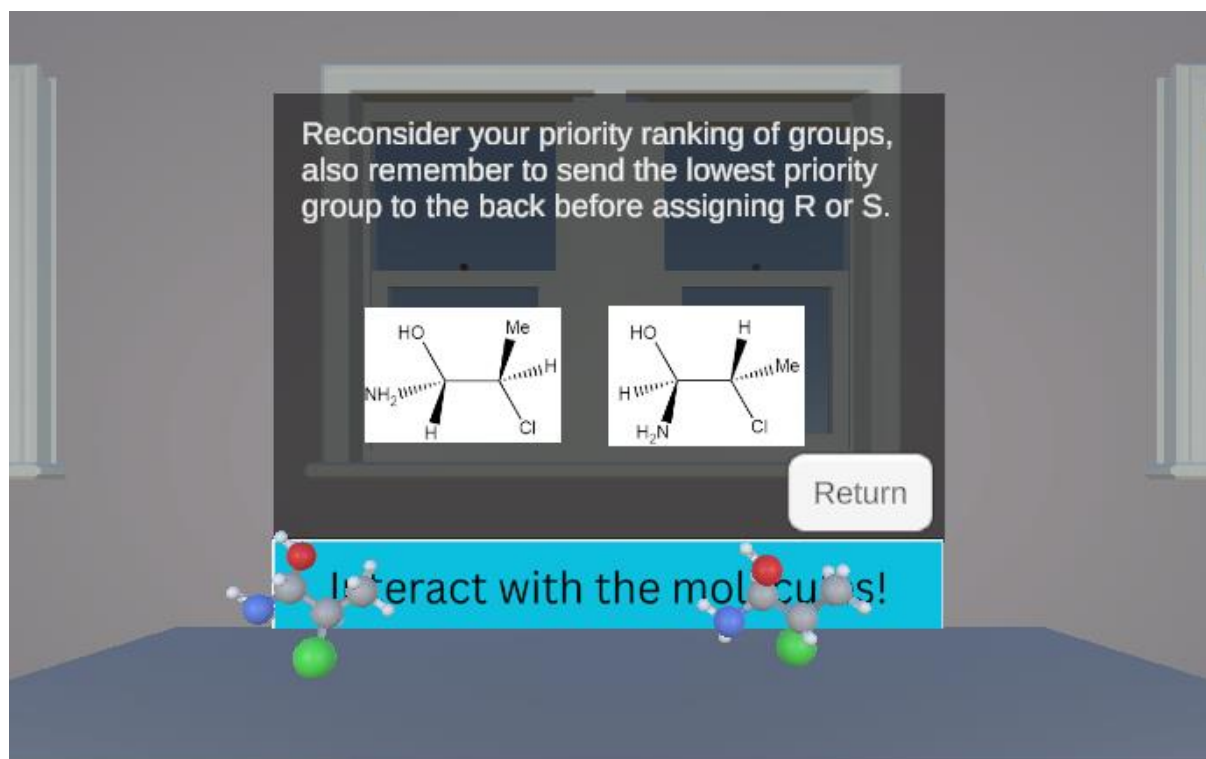 Reconsider your priority ranking of groups,
also remember to send the lowest priority
group to the back before assigning R or S.
HO
Me
H
NH2
H
Cl
HO
H
Me
H
H2N
Cl
Return
Interact with the molecules!